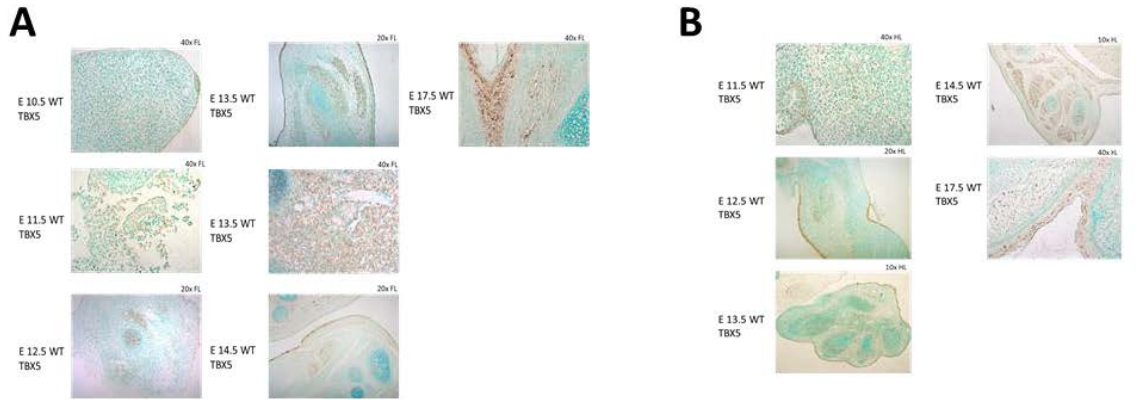 A
40x FL
E 10.5 WT
TBX5
20x FL
E 13.5 WT
TBX5
40x FL
E 17.5 WT
TBX5
40x FL
E 11.5 WT
TBX5
40x FL
E 13.5 WT
TBX5
20x FL
E 12.5 WT
TBX5
20x FL
E 14.5 WT
TBX5
B
40x HL
E 11.5 WT
TBX5
10x HL
E 14.5 WT
TBX5
20x HL
E 12.5 WT
TBX5
40x HL
E 17.5 WT
TBX5
10x HL
E 13.5 WT
TBX5